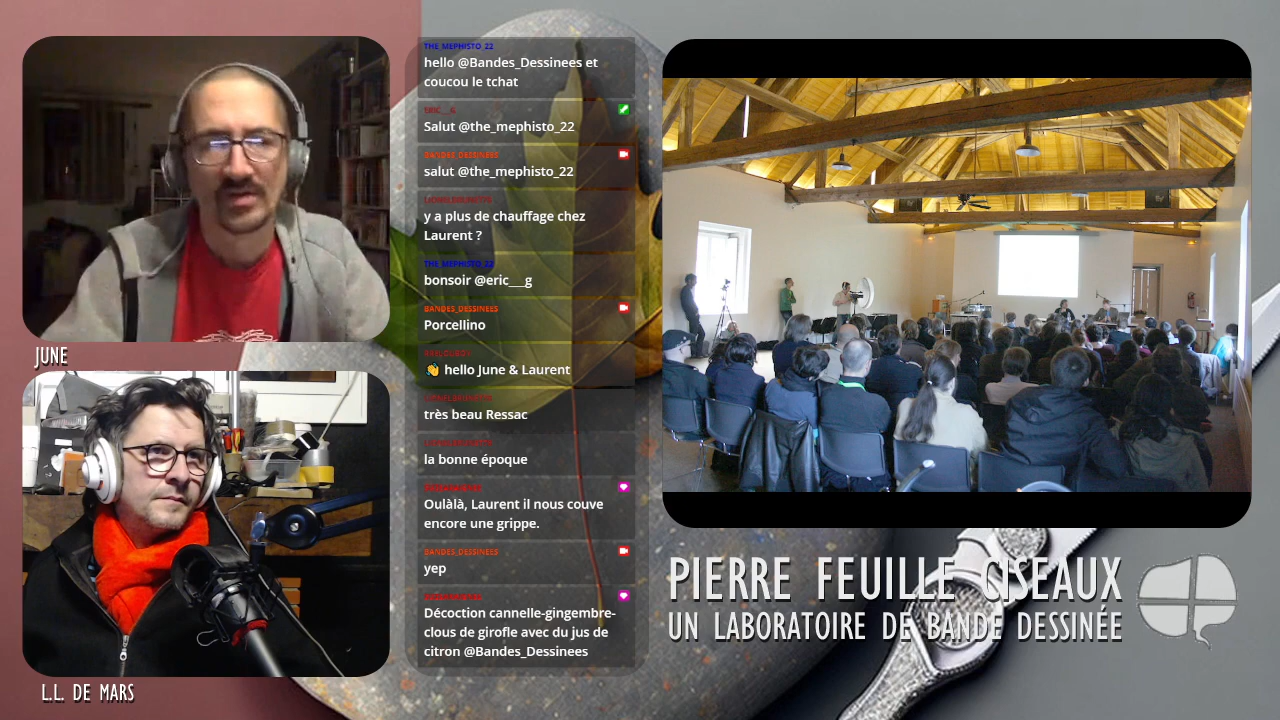 THE_MEPHISTO_22
hello @Bandes_Dessinees et
coucou le tchat
ERIC___G
Salut @the_mephisto_22
BANDES_DESSINEES
salut @the_mephisto_22
y a plus de chauffage chez
Laurent ?
THE_MEPHISTO_22
bonsoir @eric___g
BANDES_DESSINEES
Porcellino
👋 hello June & Laurent
très beau Ressac
la bonne époque
Oulàlà, Laurent il nous couve
encore une grippe.
BANDES_DESSINEES
yep
Décoction cannelle-gingembre-
clous de girofle avec du jus de
citron @Bandes_Dessinees
JUNE
L.L. DE MARS
PIERRE FEUILLE CISEAUX
UN LABORATOIRE DE BANDE DESSINÉE